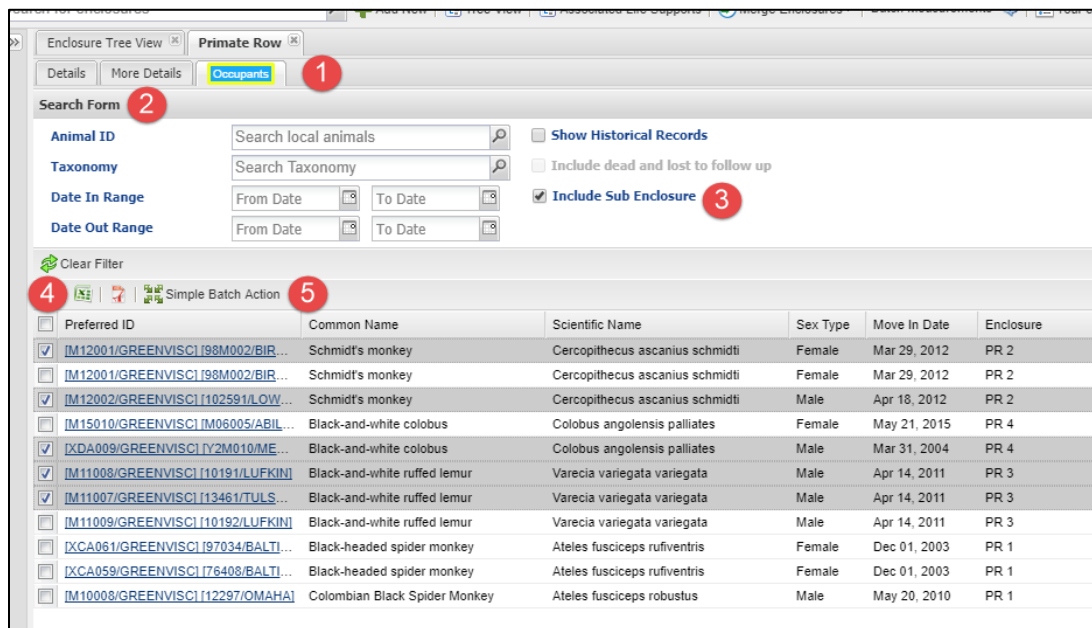 Enclosure Tree View Primate Row
Details More Details Occupants 1
Search Form 2
Animal ID Search local animals Show Historical Records
Taxonomy Search Taxonomy Include dead and lost to follow up
Date In Range From Date To Date Include Sub Enclosure 3
Date Out Range From Date To Date
Clear Filter
4 Simple Batch Action 5
Preferred ID Common Name Scientific Name Sex Type Move In Date Enclosure
[M12001/GREENVISC] [98M002/BIR... Schmidt's monkey Cercopithecus ascanius schmidti Female Mar 29, 2012 PR 2
[M12001/GREENVISC] [98M002/BIR... Schmidt's monkey Cercopithecus ascanius schmidti Female Mar 29, 2012 PR 2
[M12002/GREENVISC] [102591/LOW... Schmidt's monkey Cercopithecus ascanius schmidti Male Apr 18, 2012 PR 2
[M15010/GREENVISC] [M06005/ABIL... Black-and-white colobus Colobus angolensis palliates Female May 21, 2015 PR 4
[XDA009/GREENVISC] [Y2M010/ME... Black-and-white colobus Colobus angolensis palliates Male Mar 31, 2004 PR 4
[M11008/GREENVISC] [10191/LUFKIN] Black-and-white ruffed lemur Varecia variegata variegata Male Apr 14, 2011 PR 3
[M11007/GREENVISC] [13461/TULS... Black-and-white ruffed lemur Varecia variegata variegata Male Apr 14, 2011 PR 3
[M11009/GREENVISC] [10192/LUFKIN] Black-and-white ruffed lemur Varecia variegata variegata Male Apr 14, 2011 PR 3
[XCA061/GREENVISC] [97034/BALTI... Black-headed spider monkey Ateles fusciceps rufiventris Female Dec 01, 2003 PR 1
[XCA059/GREENVISC] [76408/BALTI... Black-headed spider monkey Ateles fusciceps rufiventris Female Dec 01, 2003 PR 1
[M10008/GREENVISC] [12297/OMAHA] Colombian Black Spider Monkey Ateles fusciceps robustus Male May 20, 2010 PR 1